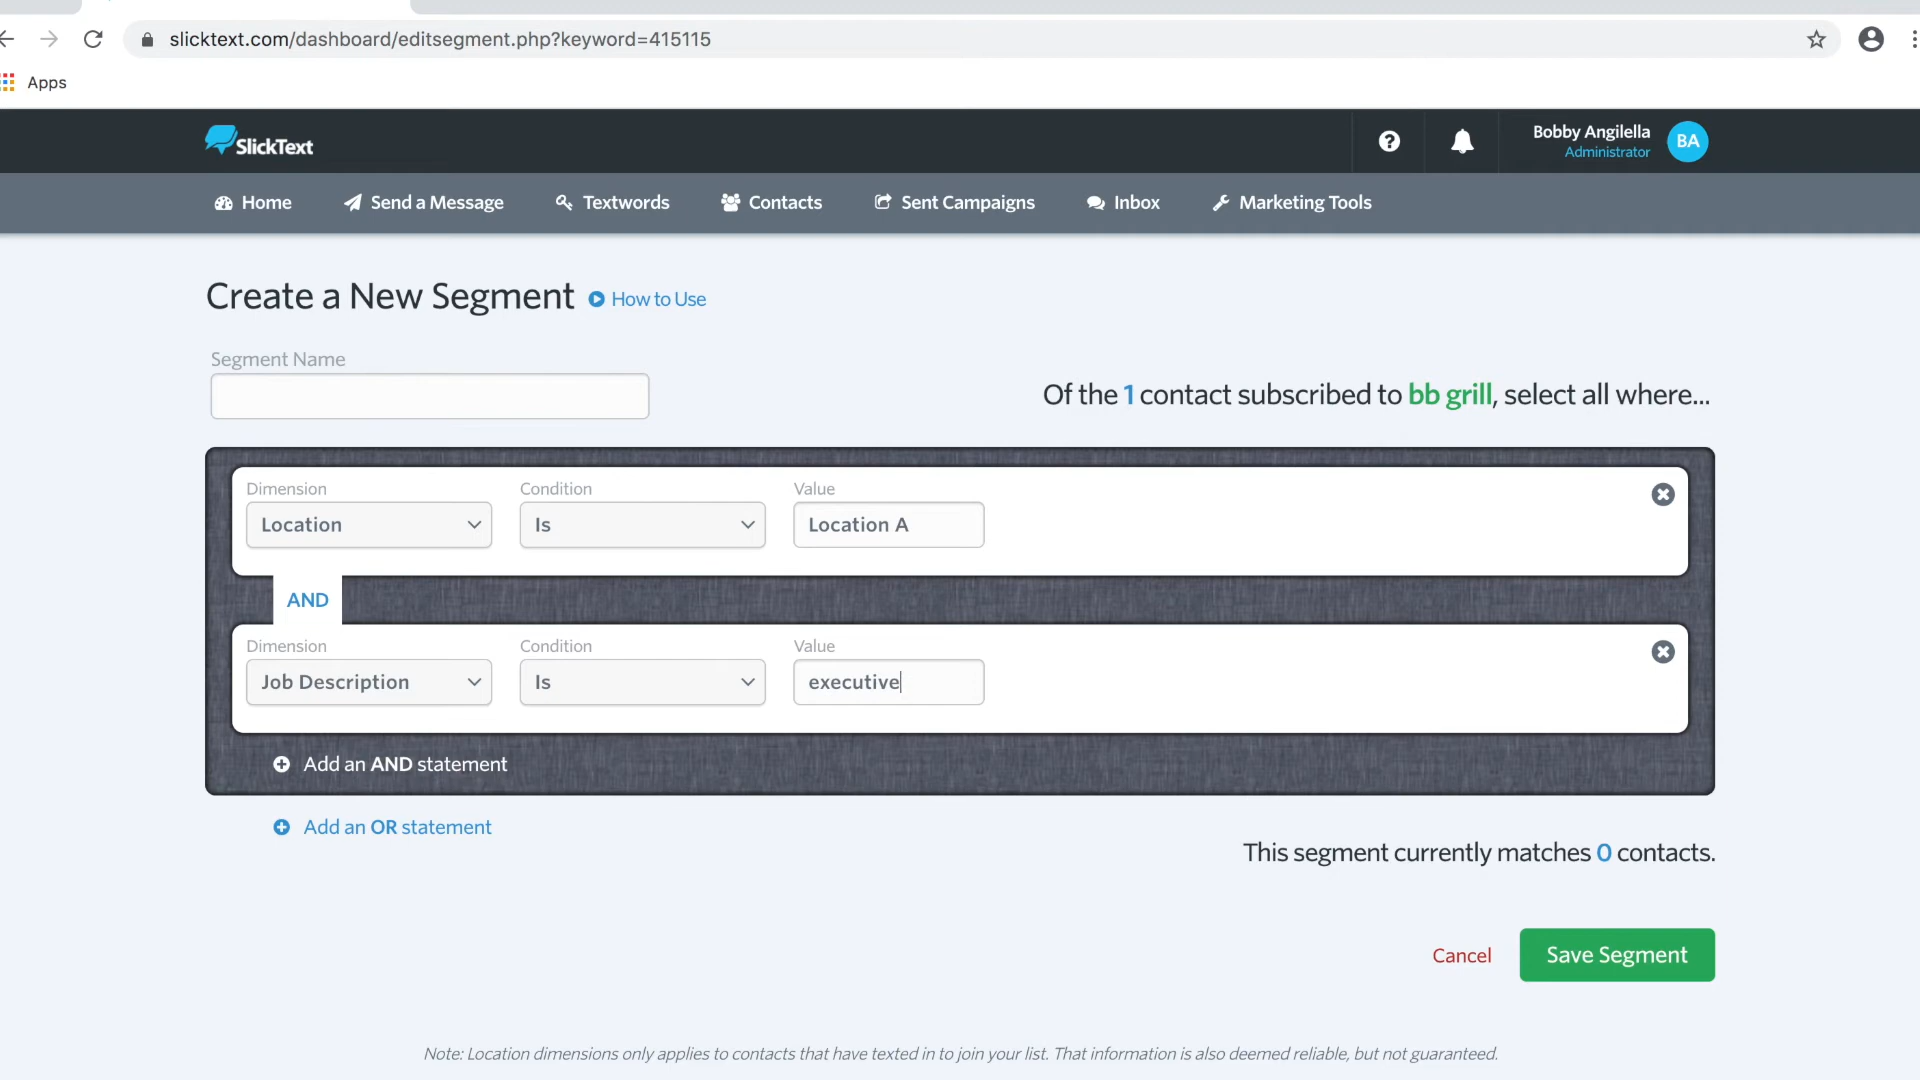 slicktext.com/dashboard/editsegment.php?keyword=415115
Apps
SlickText
Bobby Angilella
Administrator
BA
Home
Send a Message
Textwords
Contacts
Sent Campaigns
Inbox
Marketing Tools
Create a New Segment
How to Use
Segment Name
Of the 1 contact subscribed to bb grill, select all where...
Dimension
Condition
Value
Location
Is
Location A
AND
Dimension
Condition
Value
Job Description
Is
executive
Add an AND statement
Add an OR statement
This segment currently matches 0 contacts.
Cancel
Save Segment
Note: Location dimensions only applies to contacts that have texted in to join your list. That information is also deemed reliable, but not guaranteed.